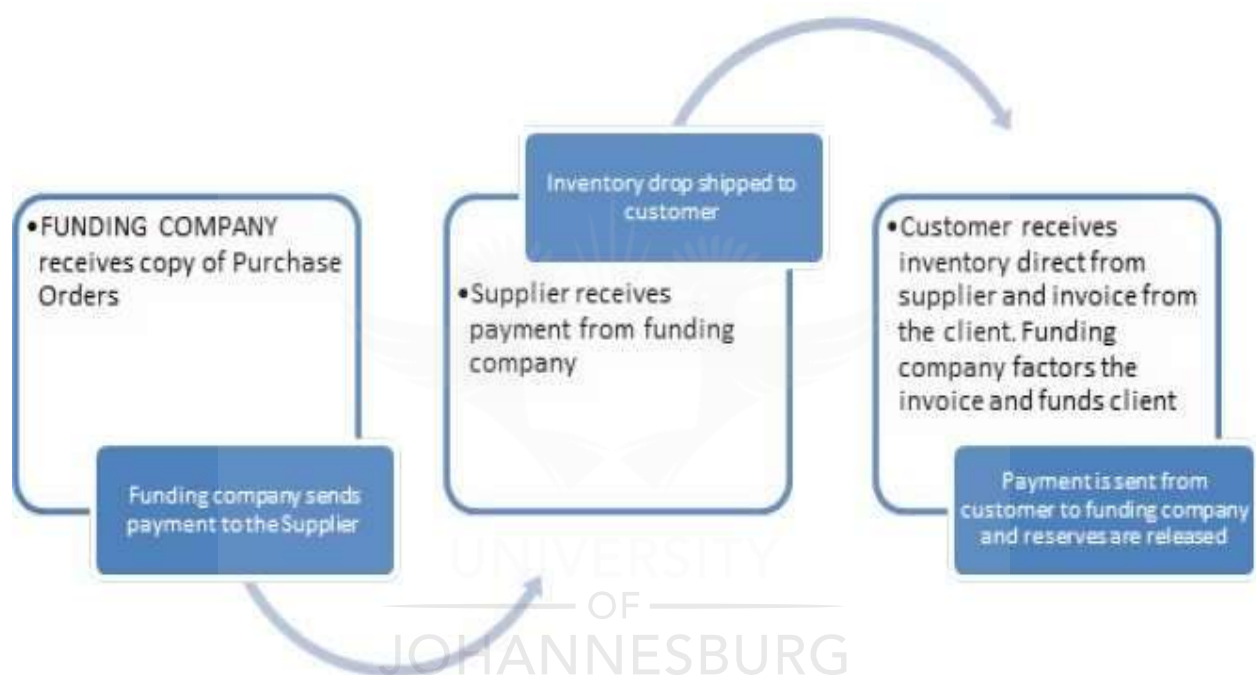 •FUNDING COMPANY
receives copy of Purchase
Orders
Funding company sends
payment to the Supplier
Inventory drop shipped to
customer
•Supplier receives
payment from funding
company
•Customer receives
inventory direct from
supplier and invoice from
the client. Funding
company factors the
invoice and funds client
Payment is sent from
customer to funding company
and reserves are released
UNIVERSITY
OF
JOHANNESBURG